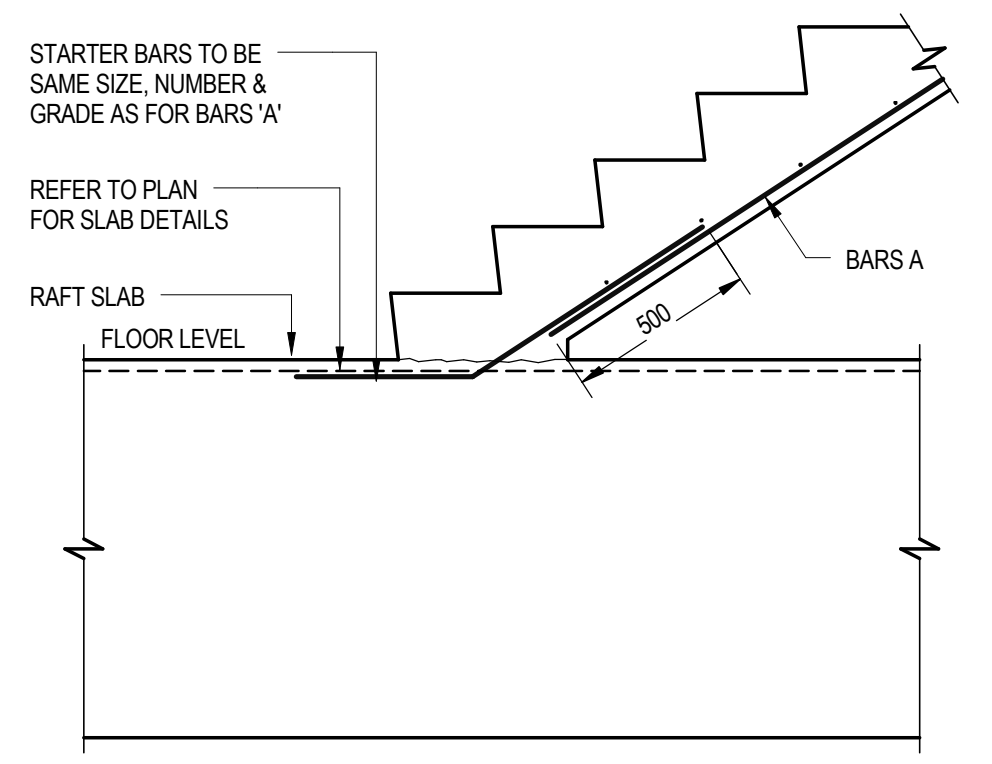 STARTER BARS TO BE
SAME SIZE, NUMBER &
GRADE AS FOR BARS 'A'
REFER TO PLAN
FOR SLAB DETAILS
RAFT SLAB
FLOOR LEVEL
BARS A
500